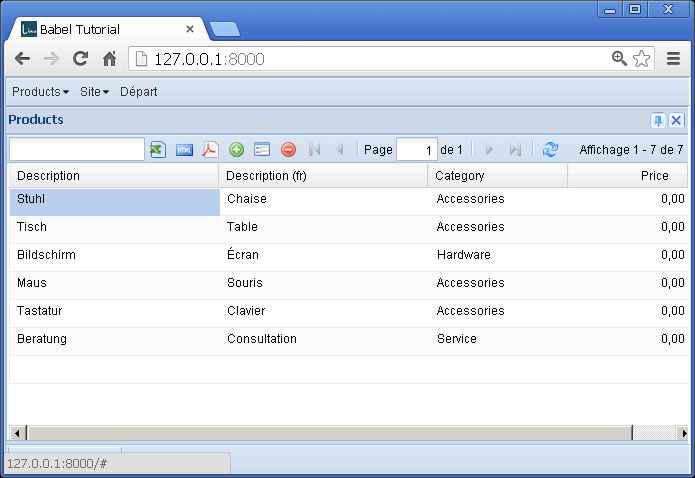 Babel Tutorial
127.0.0.1:8000
Products Site Départ
Products
Page 1 de 1 Affichage 1 - 7 de 7
Description Description (fr) Category Price
Stuhl Chaise Accessories 0,00
Tisch Table Accessories 0,00
Bildschirm Écran Hardware 0,00
Maus Souris Accessories 0,00
Tastatur Clavier Accessories 0,00
Beratung Consultation Service 0,00
127.0.0.1:8000/#